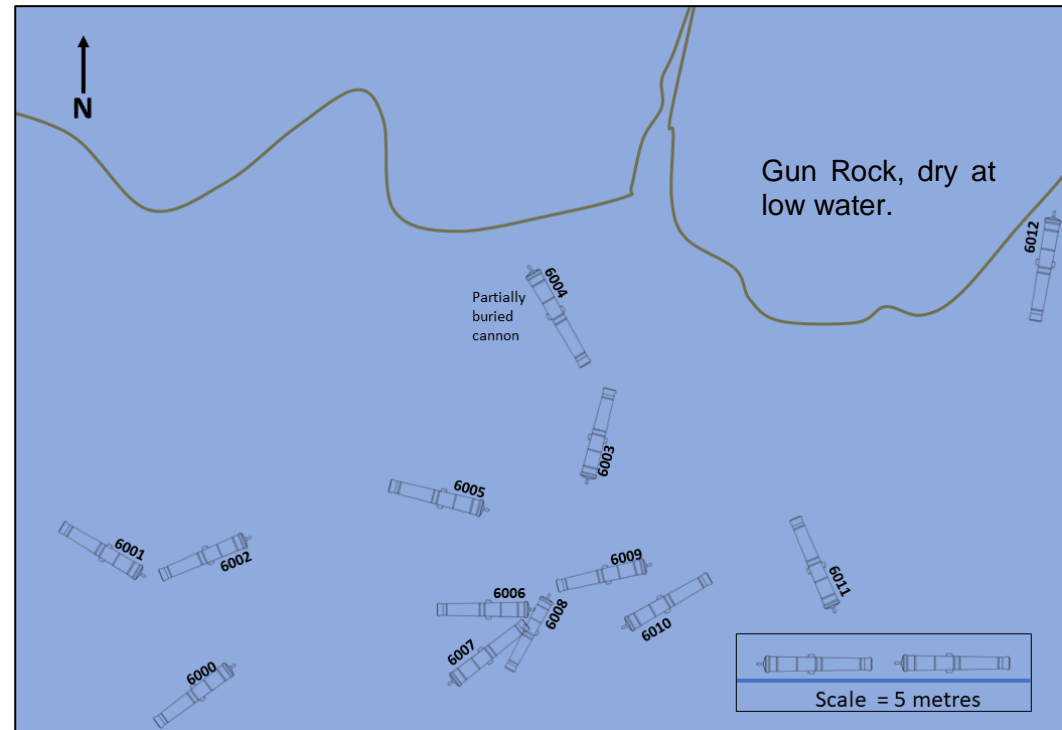 N
Gun Rock, dry at
low water.
6012
6004
Partially
buried
cannon
6003
6005
6001
6002
6009
6011
6006
6008
6010
6007
6000
Scale = 5 metres